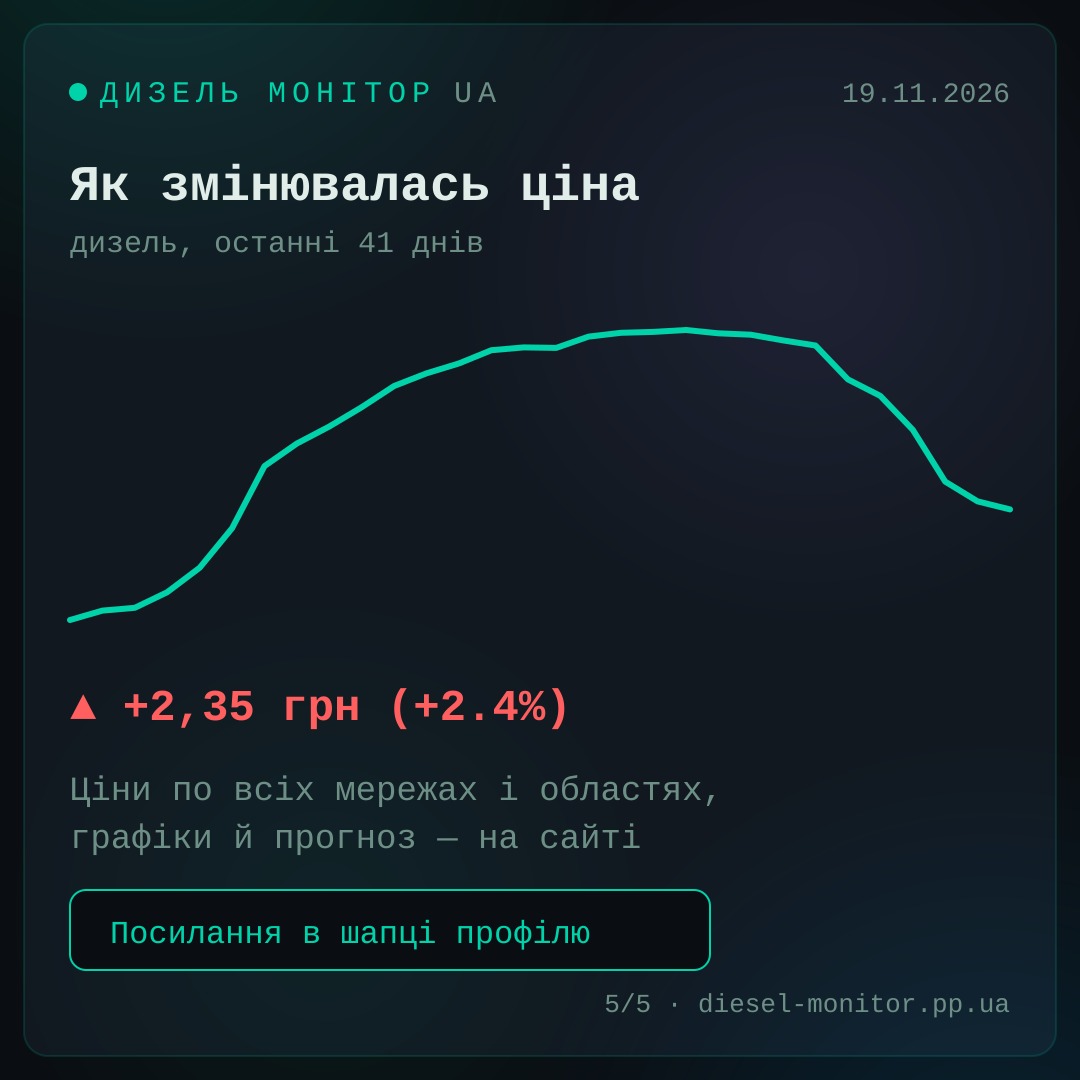 ДИЗЕЛЬ МОНІТОР UA
19.11.2026
Як змінювалась ціна
дизель, останні 41 днів
▲ +2,35 грн (+2.4%)
Ціни по всіх мережах і областях,
графіки й прогноз — на сайті
Посилання в шапці профілю
5/5 · diesel-monitor.pp.ua